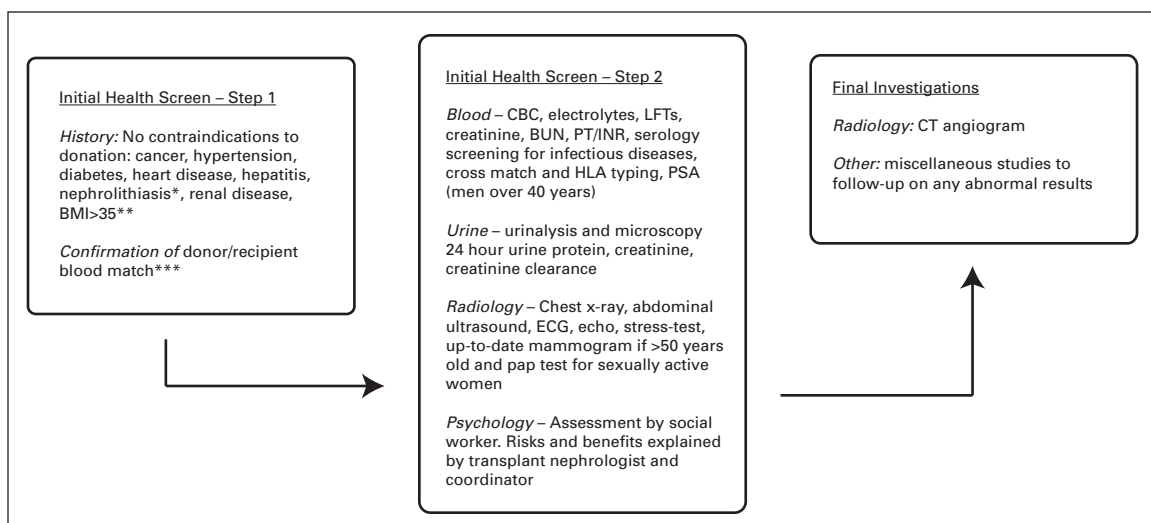 Initial Health Screen – Step 1
History: No contraindications to
donation: cancer, hypertension,
diabetes, heart disease, hepatitis,
nephrolithiasis*, renal disease,
BMI>35**
Confirmation of donor/recipient
blood match***
Initial Health Screen – Step 2
Blood – CBC, electrolytes, LFTs,
creatinine, BUN, PT/INR, serology
screening for infectious diseases,
cross match and HLA typing, PSA
(men over 40 years)
Urine – urinalysis and microscopy
24 hour urine protein, creatinine,
creatinine clearance
Radiology – Chest x-ray, abdominal
ultrasound, ECG, echo, stress-test,
up-to-date mammogram if >50 years
old and pap test for sexually active
women
Psychology – Assessment by social
worker. Risks and benefits explained
by transplant nephrologist and
coordinator
Final Investigations
Radiology: CT angiogram
Other: miscellaneous studies to
follow-up on any abnormal results